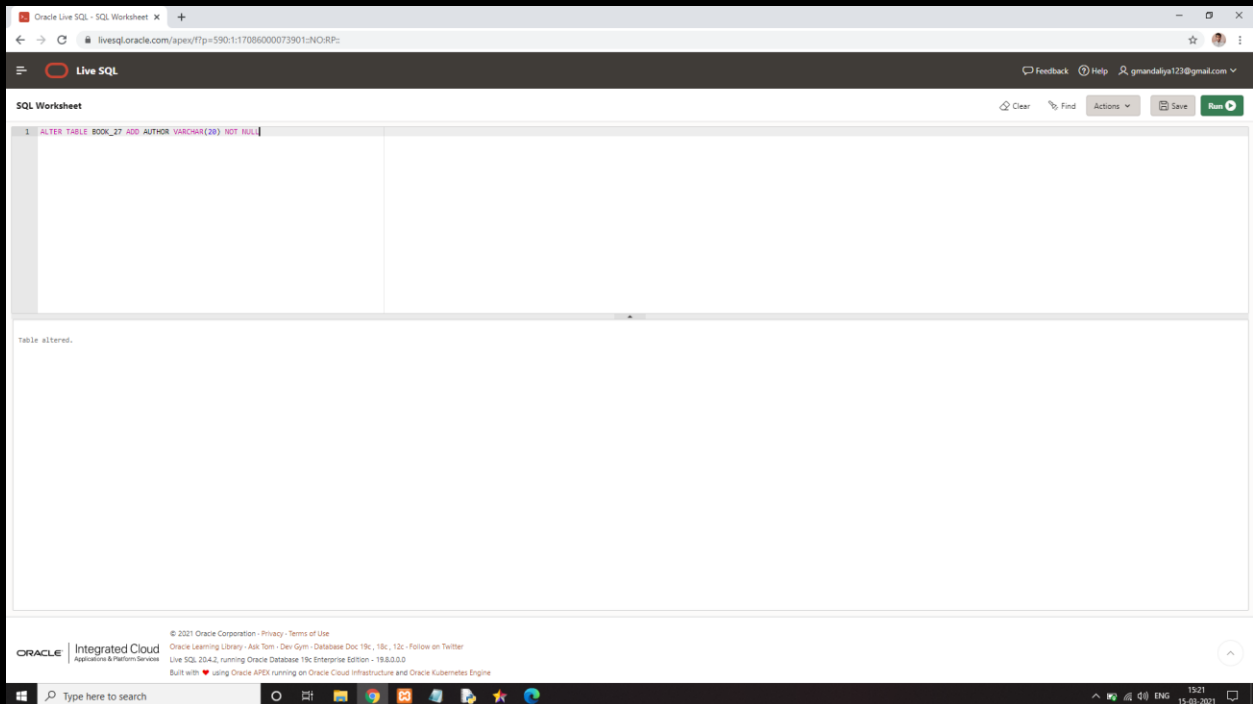 Oracle Live SQL - SQL Worksheet
livesql.oracle.com/apex/f?p=590:1:17086000073901::NO:RP::
Live SQL
Feedback Help gmandaliya123@gmail.com
SQL Worksheet
Clear Find Actions Save Run
1 ALTER TABLE BOOK_27 ADD AUTHOR VARCHAR(20) NOT NULL
Table altered.
© 2021 Oracle Corporation - Privacy - Terms of Use
ORACLE Integrated Cloud
Applications & Platform Services
Oracle Learning Library - Ask Tom - Dev Gym - Database Doc 19c , 18c , 12c - Follow on Twitter
Live SQL 20.4.2, running Oracle Database 19c Enterprise Edition - 19.8.0.0.0
Built with ❤ using Oracle APEX running on Oracle Cloud Infrastructure and Oracle Kubernetes Engine
Type here to search
ENG
15:21
15-03-2021